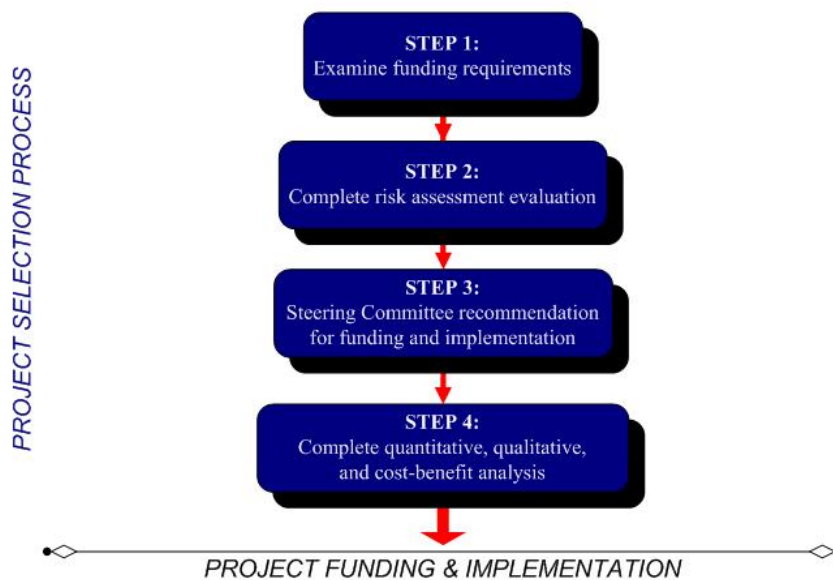 PROJECT SELECTION PROCESS
STEP 1:
Examine funding requirements
STEP 2:
Complete risk assessment evaluation
STEP 3:
Steering Committee recommendation
for funding and implementation
STEP 4:
Complete quantitative, qualitative,
and cost-benefit analysis
PROJECT FUNDING & IMPLEMENTATION